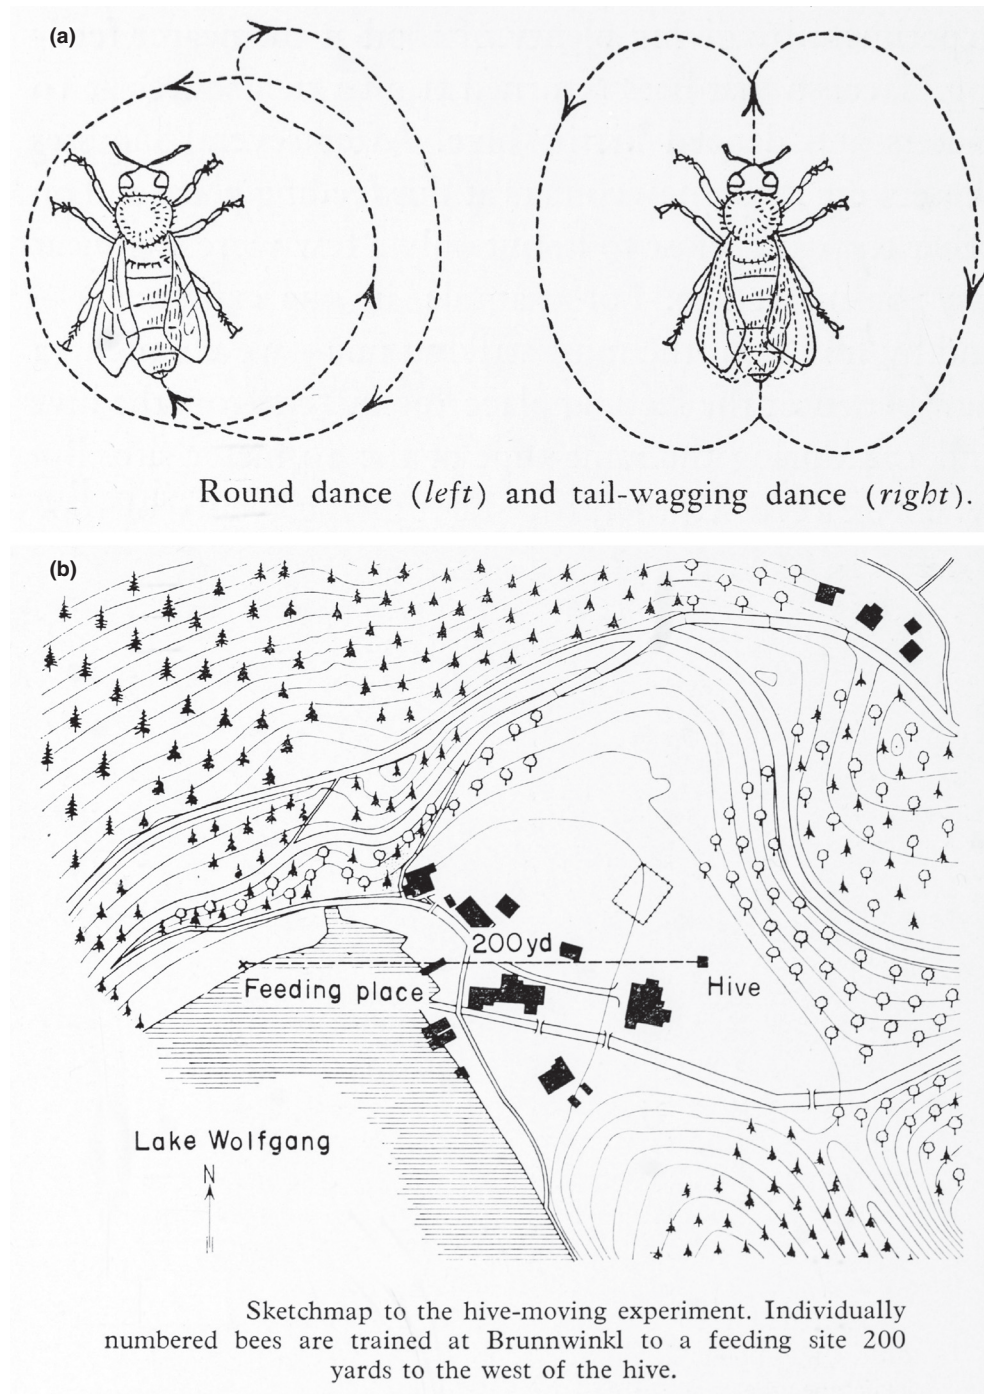 (a)
Round dance (left) and tail-wagging dance (right).
(b)
200yd
Feeding place
Hive
Lake Wolfgang
N
Sketchmap to the hive-moving experiment. Individually
numbered bees are trained at Brunnwinkl to a feeding site 200
yards to the west of the hive.